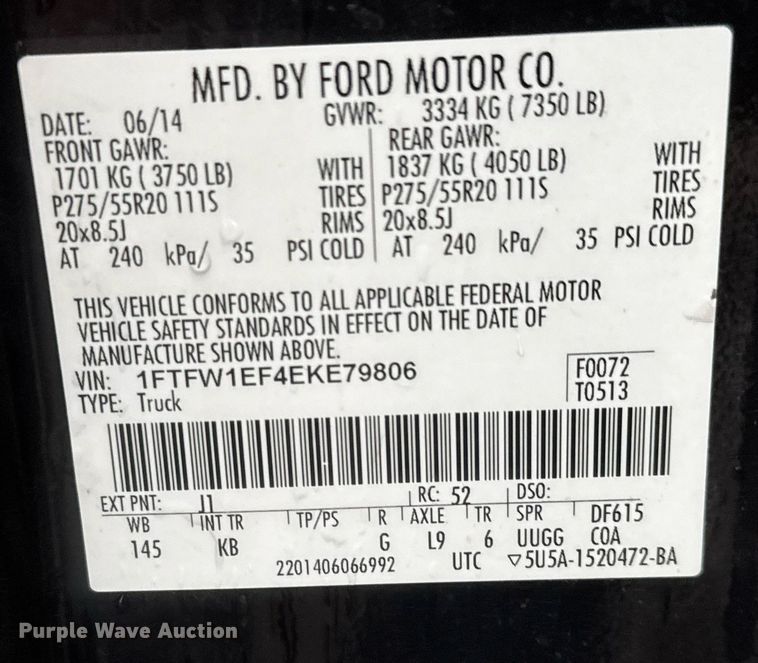 MFD. BY FORD MOTOR CO.
DATE: 06/14 GVWR: 3334 KG ( 7350 LB)
FRONT GAWR: REAR GAWR:
1701 KG ( 3750 LB) WITH 1837 KG ( 4050 LB) WITH
P275/55R20 111S TIRES P275/55R20 111S TIRES
20x8.5J RIMS 20x8.5J RIMS
AT 240 kPa/ 35 PSI COLD AT 240 kPa/ 35 PSI COLD
THIS VEHICLE CONFORMS TO ALL APPLICABLE FEDERAL MOTOR
VEHICLE SAFETY STANDARDS IN EFFECT ON THE DATE OF
MANUFACTURE SHOWN ABOVE.
VIN: 1FTFW1EF4EKE79806 F0072
TYPE: Truck T0513
EXT PNT: J1 RC: 52 DSO:
WB INT TR TP/PS R AXLE TR SPR DF615
145 KB G L9 6 UUGG COA
2201406066992 UTC ▽5U5A-1520472-BA
Purple Wave Auction